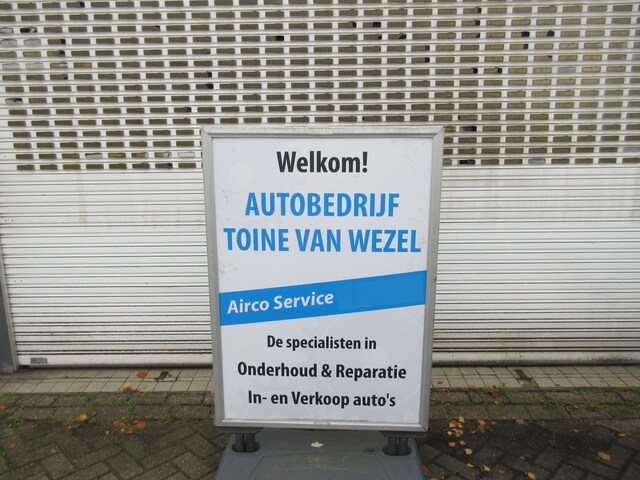 Welkom!
AUTOBEDRIJF
TOINE VAN WEZEL
Airco Service
De specialisten in
Onderhoud & Reparatie
In- en Verkoop auto's